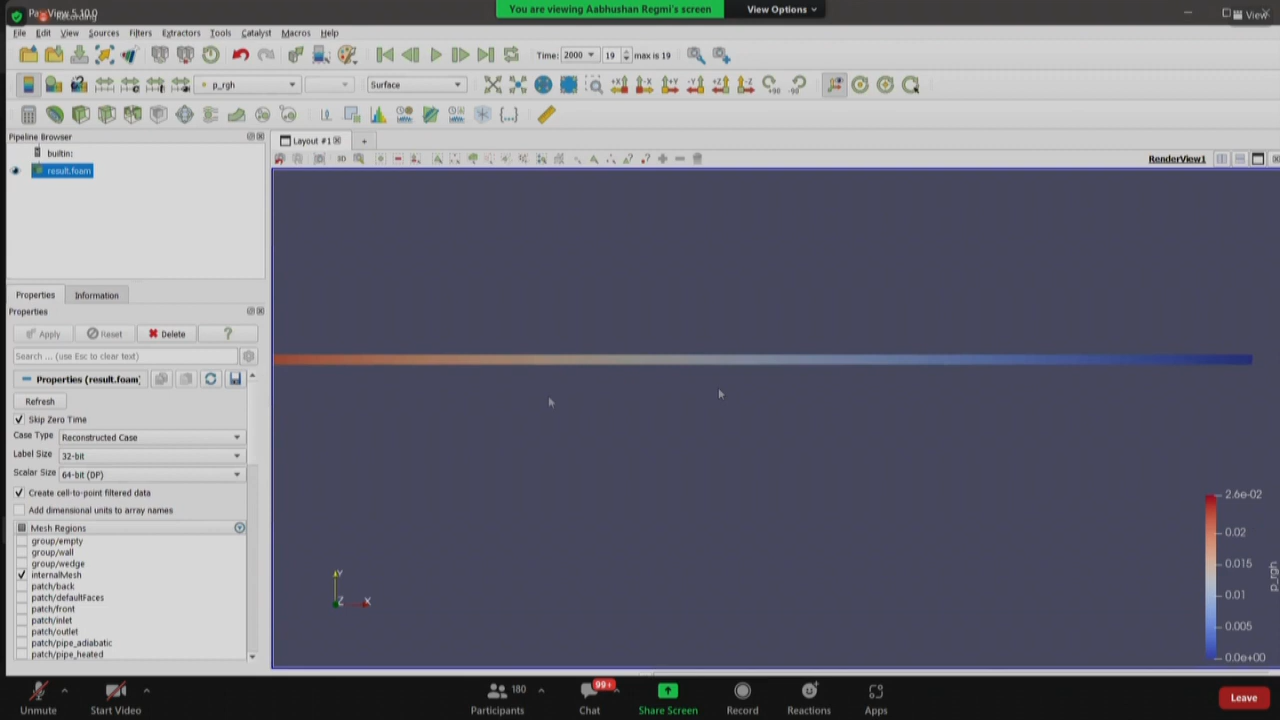 ParaView 5.10.0
You are viewing Aabhushan Regmi's screen
View Options
View
File Edit View Sources Filters Extractors Tools Catalyst Macros Help
Time: 2000 19 max is 19
p_rgh
Surface
Pipeline Browser
builtin:
result.foam
Layout #1
RenderView1
3D
Properties Information
Properties
Apply Reset Delete ?
Search ... (use Esc to clear text)
Properties (result.foam)
Refresh
Skip Zero Time
Case Type Reconstructed Case
Label Size 32-bit
Scalar Size 64-bit (DP)
Create cell-to-point filtered data
Add dimensional units to array names
Mesh Regions
group/empty
group/wall
group/wedge
internalMesh
patch/back
patch/defaultFaces
patch/front
patch/inlet
patch/outlet
patch/pipe_adiabatic
patch/pipe_heated
Y
Z X
2.6e-02
0.02
0.015
0.01
0.005
0.0e+00
p_rgh
Unmute
Start Video
180
Participants
99+
Chat
Share Screen
Record
Reactions
Apps
Leave